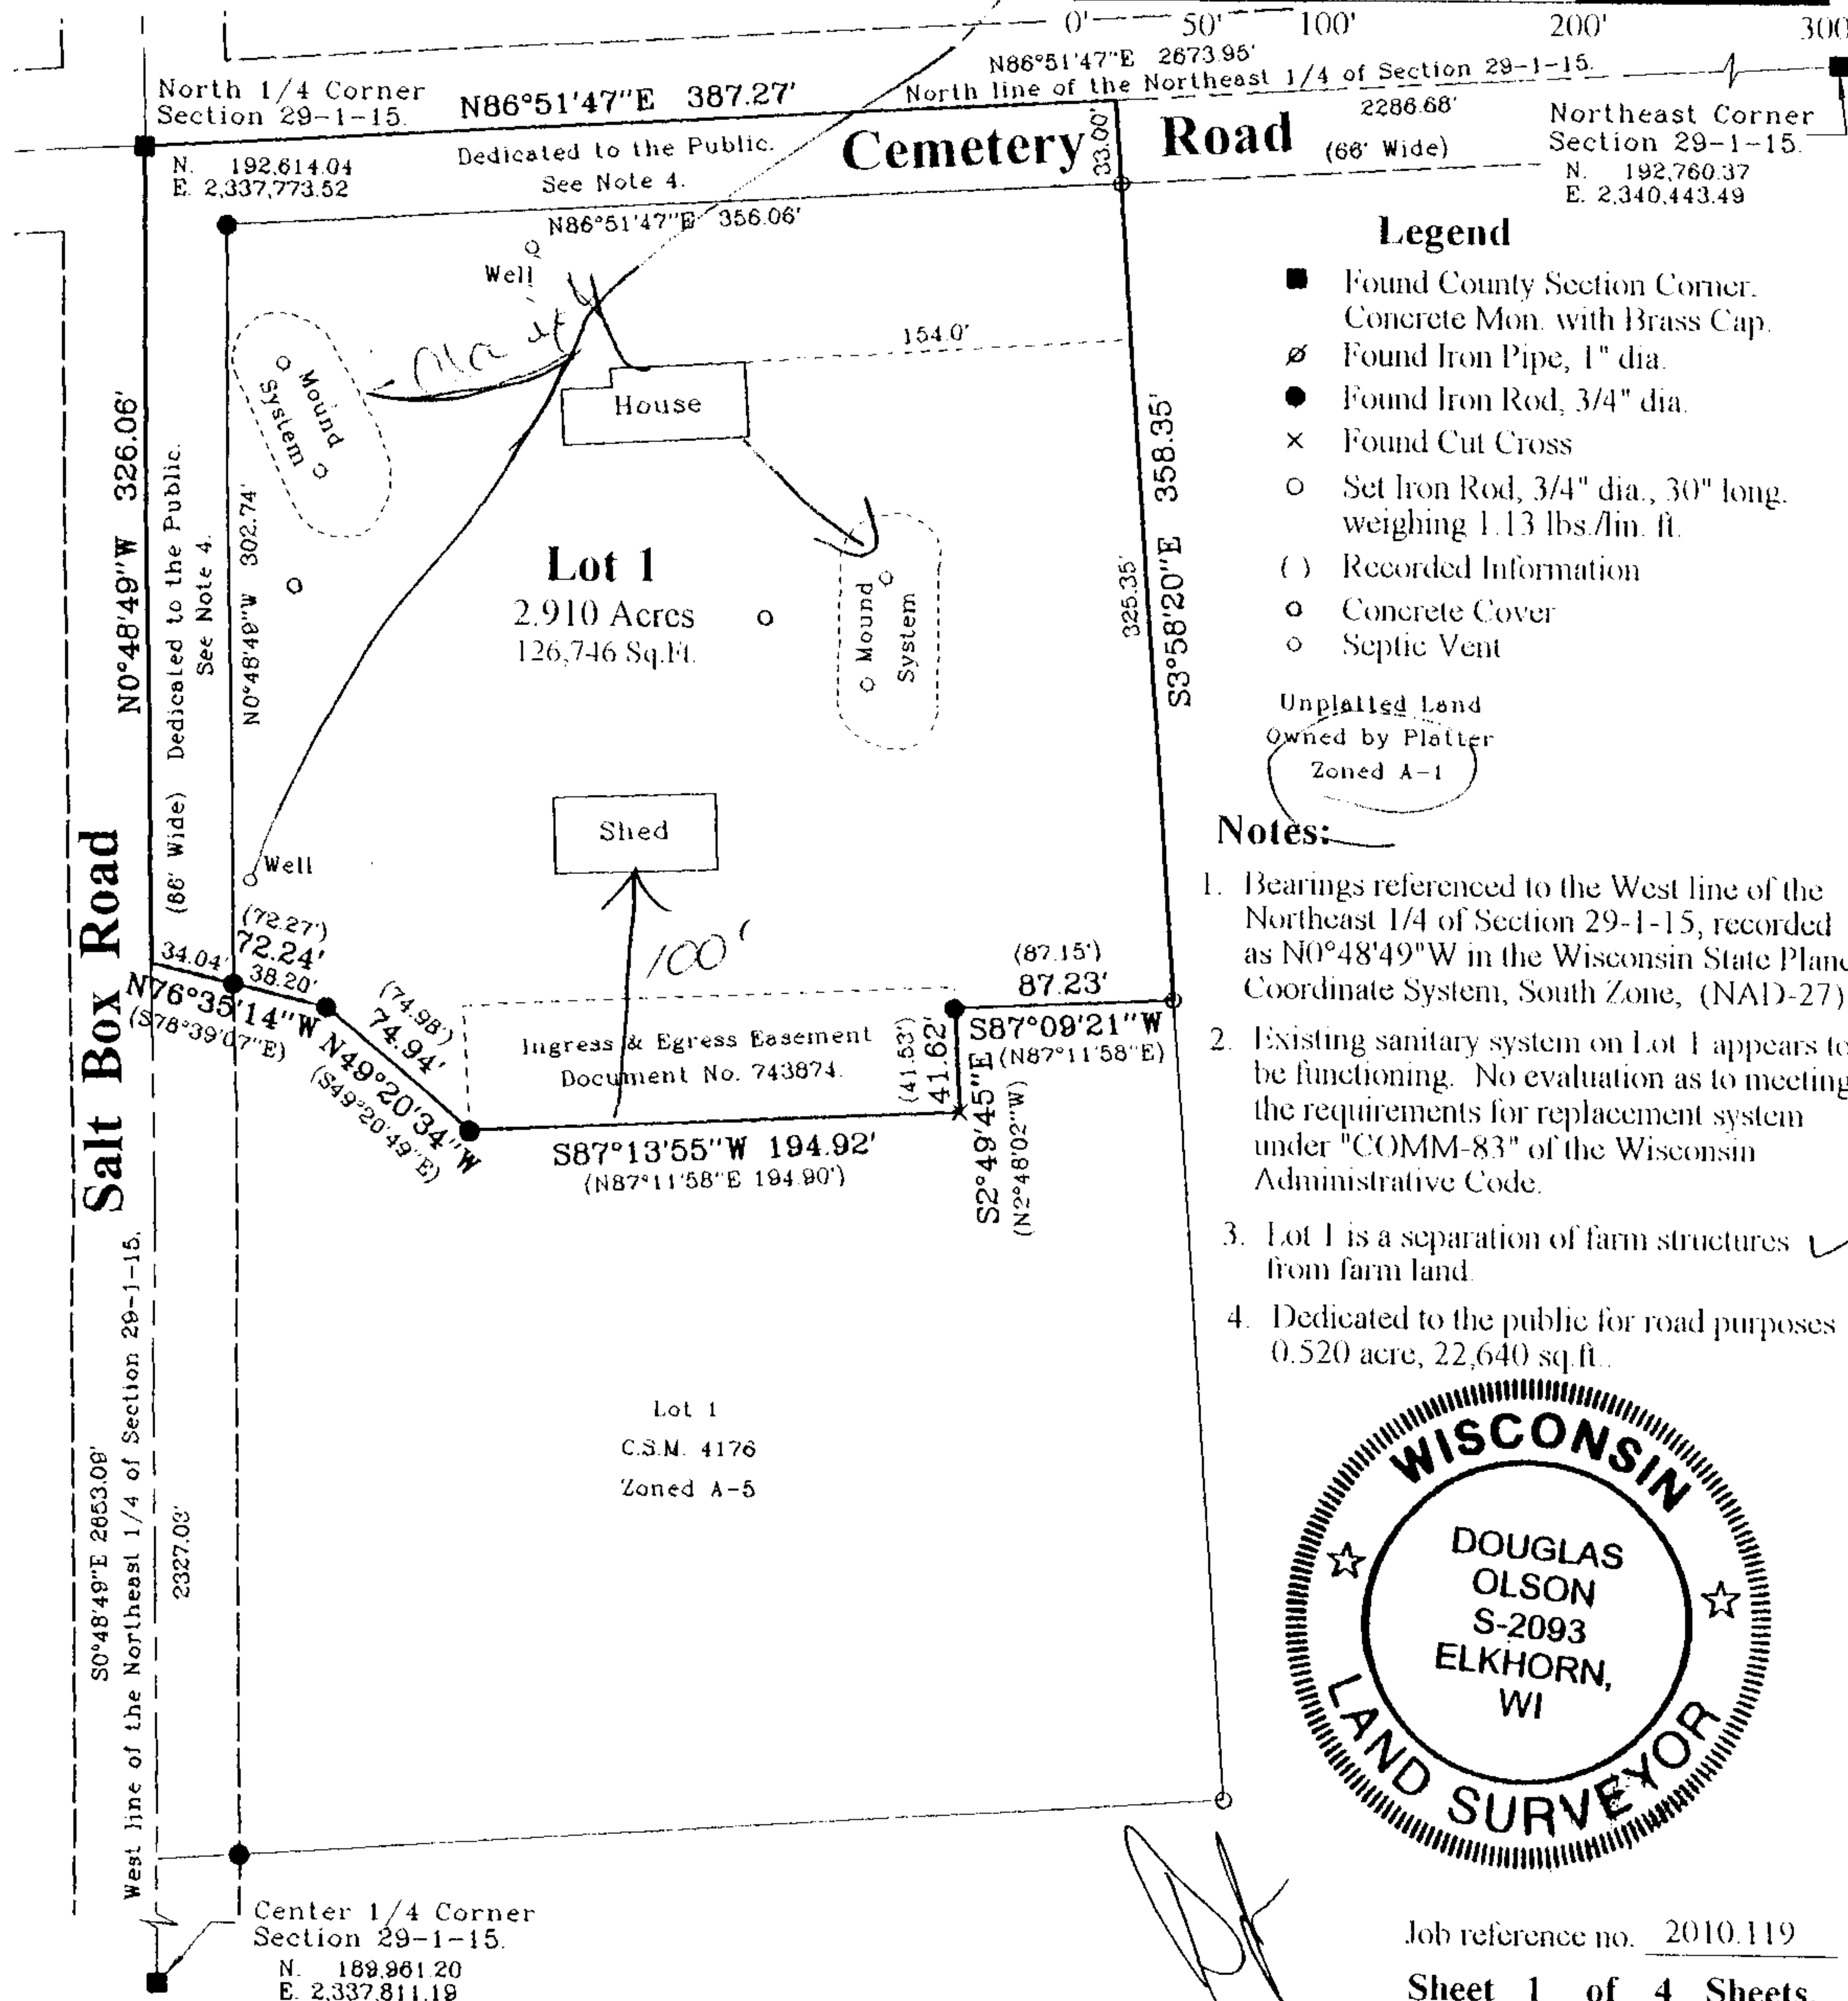 0' 50' 100' 200' 300
N86°51'47"E 2673.95'
North line of the Northeast 1/4 of Section 29-1-15.
North 1/4 Corner
Section 29-1-15.
N86°51'47"E 387.27'
2286.68'
Northeast Corner
Section 29-1-15.
N. 192,614.04
E. 2,337,773.52
Dedicated to the Public.
See Note 4.
Cemetery Road (66' Wide)
33.00'
N. 192,760.37
E. 2,340,443.49
N86°51'47"E 356.06'
Well
154.0'
House
Mound
System
N0°48'49"W 326.06'
(66' Wide) Dedicated to the Public.
See Note 4.
N0°48'49"W 302.74'
Lot 1
2.910 Acres
126,746 Sq.Ft.
Mound
System
325.35'
S3°58'20"E 358.35'
Shed
Well
100'
Salt Box Road
(72.27')
72.24'
34.04'
38.20'
N76°35'14"W
(S78°39'07"E)
(74.98')
74.94'
N49°20'34"W
(S49°20'49"E)
Ingress & Egress Easement
Document No. 743874.
(87.15')
87.23'
S87°09'21"W
(N87°11'58"E)
(41.53')
41.62'
S2°49'45"E
(N2°48'02"W)
S87°13'55"W 194.92'
(N87°11'58"E 194.90')
Lot 1
C.S.M. 4176
Zoned A-5
S0°48'49"E 2653.09'
West line of the Northeast 1/4 of Section 29-1-15.
2327.03'
Center 1/4 Corner
Section 29-1-15.
N. 189,961.20
E. 2,337,811.19
Legend
Found County Section Corner.
Concrete Mon. with Brass Cap.
Found Iron Pipe, 1" dia.
Found Iron Rod, 3/4" dia.
Found Cut Cross
Set Iron Rod, 3/4" dia., 30" long.
weighing 1.13 lbs./lin. ft.
( ) Recorded Information
Concrete Cover
Septic Vent
Unplatted Land
Owned by Platter
Zoned A-1
Notes:
1. Bearings referenced to the West line of the
Northeast 1/4 of Section 29-1-15, recorded
as N0°48'49"W in the Wisconsin State Plane
Coordinate System, South Zone, (NAD-27)
2. Existing sanitary system on Lot 1 appears to
be functioning. No evaluation as to meeting
the requirements for replacement system
under "COMM-83" of the Wisconsin
Administrative Code.
3. Lot 1 is a separation of farm structures
from farm land.
4. Dedicated to the public for road purposes
0.520 acre, 22,640 sq.ft..
WISCONSIN
DOUGLAS
OLSON
S-2093
ELKHORN,
WI
LAND SURVEYOR
Job reference no. 2010.119
Sheet 1 of 4 Sheets.